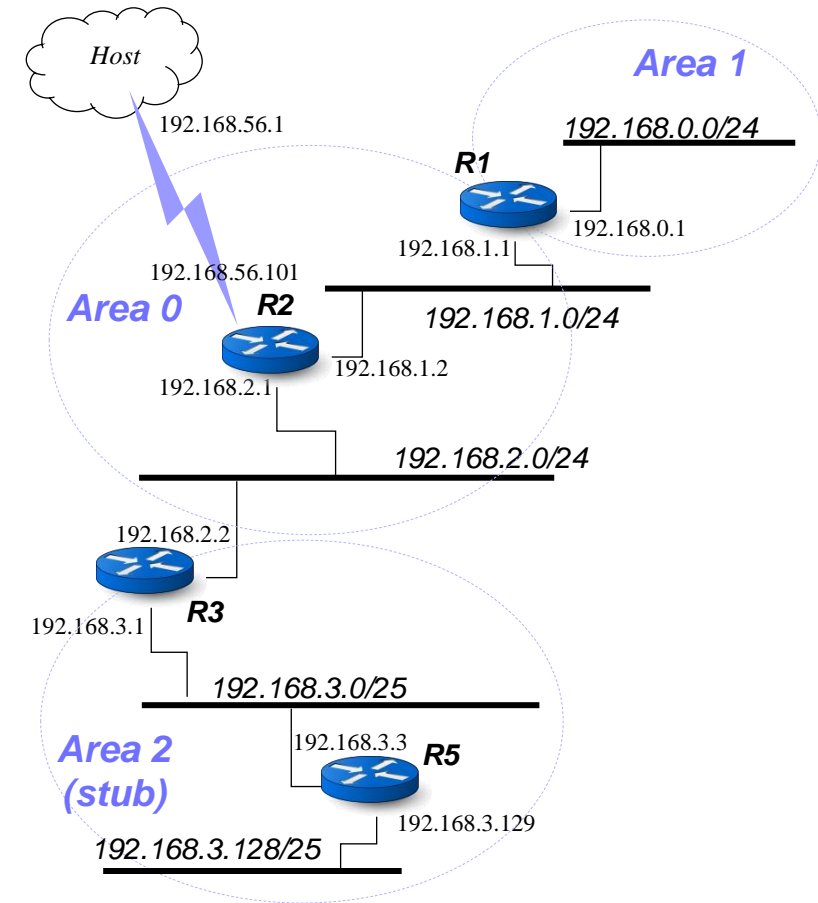 Host
Area 1
192.168.56.1
192.168.0.0/24
R1
192.168.0.1
192.168.1.1
192.168.56.101
Area 0
R2
192.168.1.0/24
192.168.1.2
192.168.2.1
192.168.2.0/24
192.168.2.2
R3
192.168.3.1
192.168.3.0/25
Area 2
(stub)
192.168.3.3
R5
192.168.3.129
192.168.3.128/25